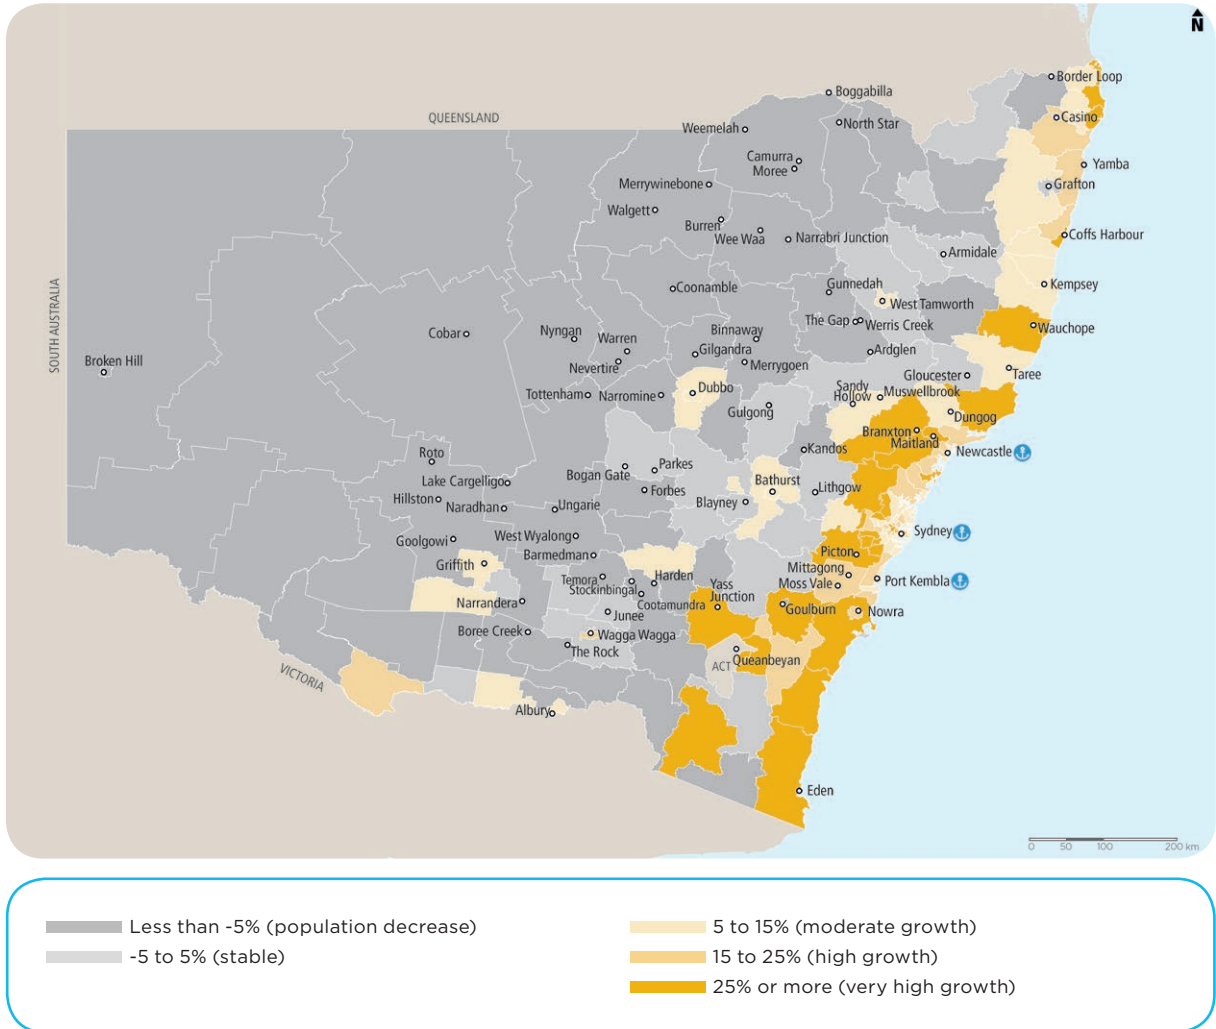 N
Border Loop
Boggabilla
QUEENSLAND
Casino
Weemelah
North Star
Camurra
Moree
Yamba
Merrywinebone
Grafton
Walgett
Burren
Wee Waa
Narrabri Junction
Coffs Harbour
Armidale
SOUTH AUSTRALIA
Coonamble
Gunnedah
Kempsey
West Tamworth
The Gap
Werris Creek
Wauchope
Cobar
Nyngan
Warren
Binnaway
Gilgandra
Ardglen
Broken Hill
Nevertire
Merrygoen
Gloucester
Taree
Dubbo
Sandy
Hollow
Muswellbrook
Tottenham
Narromine
Gulgong
Dungog
Branxton
Maitland
Roto
Kandos
Newcastle
Bogan Gate
Parkes
Lake Cargelligo
Bathurst
Lithgow
Forbes
Hillston
Naradhan
Ungarie
Blayney
Sydney
Goolgowi
West Wyalong
Barmedman
Picton
Griffith
Mittagong
Temora
Harden
Yass
Junction
Moss Vale
Port Kembla
Stockinbingal
Cootamundra
Narrandera
Goulburn
Nowra
Junee
Boree Creek
Wagga Wagga
The Rock
Queanbeyan
ACT
VICTORIA
Albury
Eden
0 50 100 200 km
Less than -5% (population decrease)
-5 to 5% (stable)
5 to 15% (moderate growth)
15 to 25% (high growth)
25% or more (very high growth)